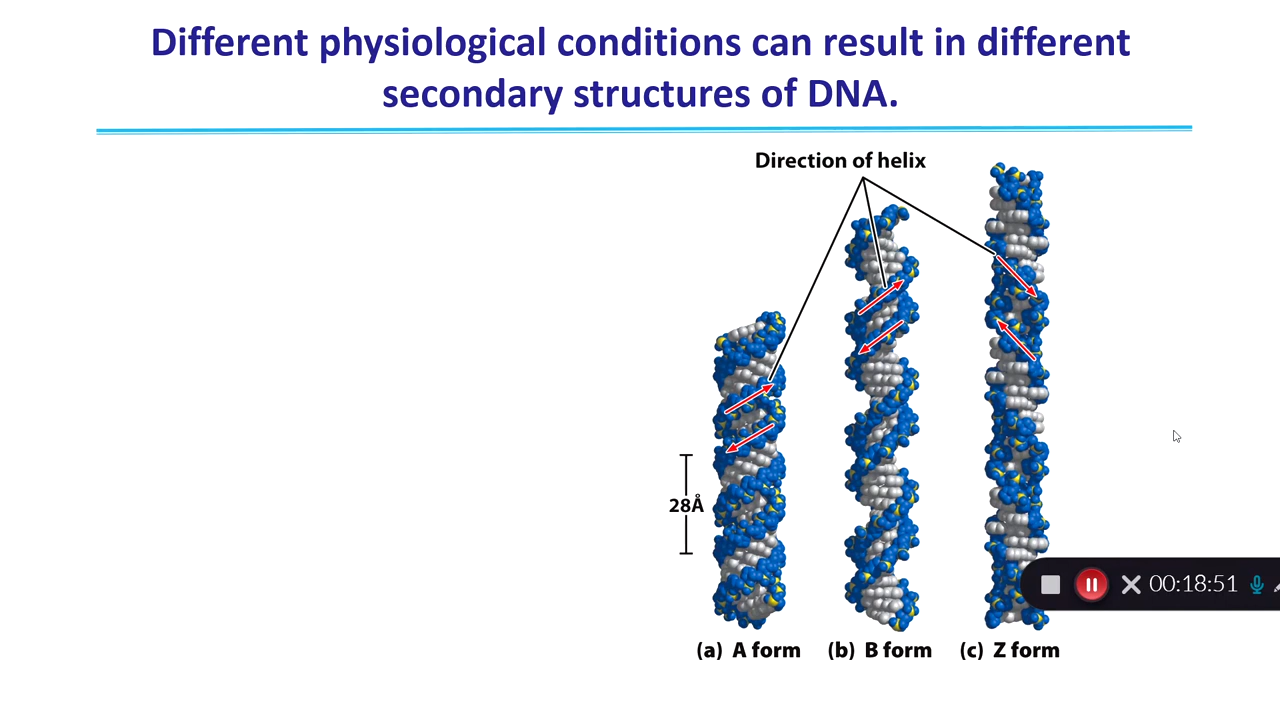 Different physiological conditions can result in different
secondary structures of DNA.
Direction of helix
28Å
00:18:51
(a) A form (b) B form (c) Z form